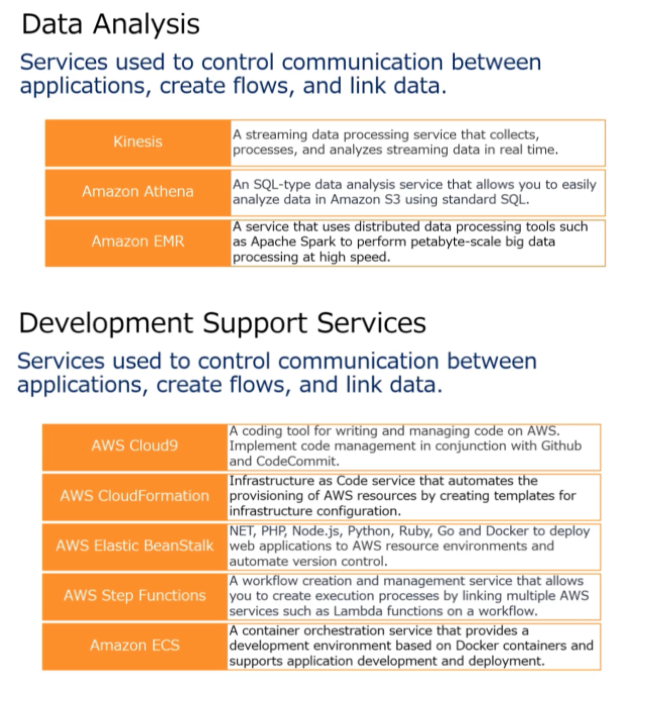 Data Analysis
Services used to control communication between
applications, create flows, and link data.
Kinesis
A streaming data processing service that collects,
processes, and analyzes streaming data in real time.
Amazon Athena
An SQL-type data analysis service that allows you to easily
analyze data in Amazon S3 using standard SQL.
Amazon EMR
A service that uses distributed data processing tools such
as Apache Spark to perform petabyte-scale big data
processing at high speed.
Development Support Services
Services used to control communication between
applications, create flows, and link data.
AWS Cloud9
A coding tool for writing and managing code on AWS.
Implement code management in conjunction with Github
and CodeCommit.
AWS CloudFormation
Infrastructure as Code service that automates the
provisioning of AWS resources by creating templates for
infrastructure configuration.
AWS Elastic BeanStalk
NET, PHP, Node.js, Python, Ruby, Go and Docker to deploy
web applications to AWS resource environments and
automate version control.
AWS Step Functions
A workflow creation and management service that allows
you to create execution processes by linking multiple AWS
services such as Lambda functions on a workflow.
Amazon ECS
A container orchestration service that provides a
development environment based on Docker containers and
supports application development and deployment.